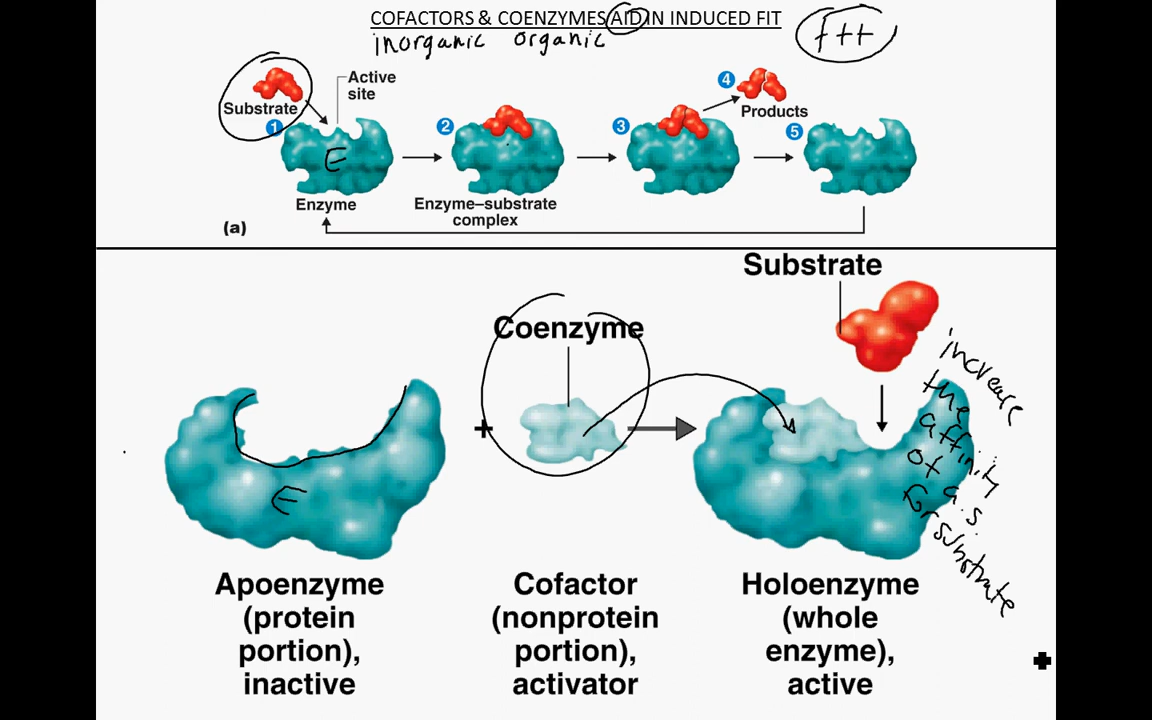 COFACTORS & COENZYMES AID IN INDUCED FIT
inorganic organic
fit
Substrate
Active
site
1
2
3
4
Products
5
E
Enzyme
Enzyme–substrate
complex
(a)
Substrate
Coenzyme
increase
the
affinity
of a.s.
for substrate
+
E
Apoenzyme
(protein
portion),
inactive
Cofactor
(nonprotein
portion),
activator
Holoenzyme
(whole
enzyme),
active